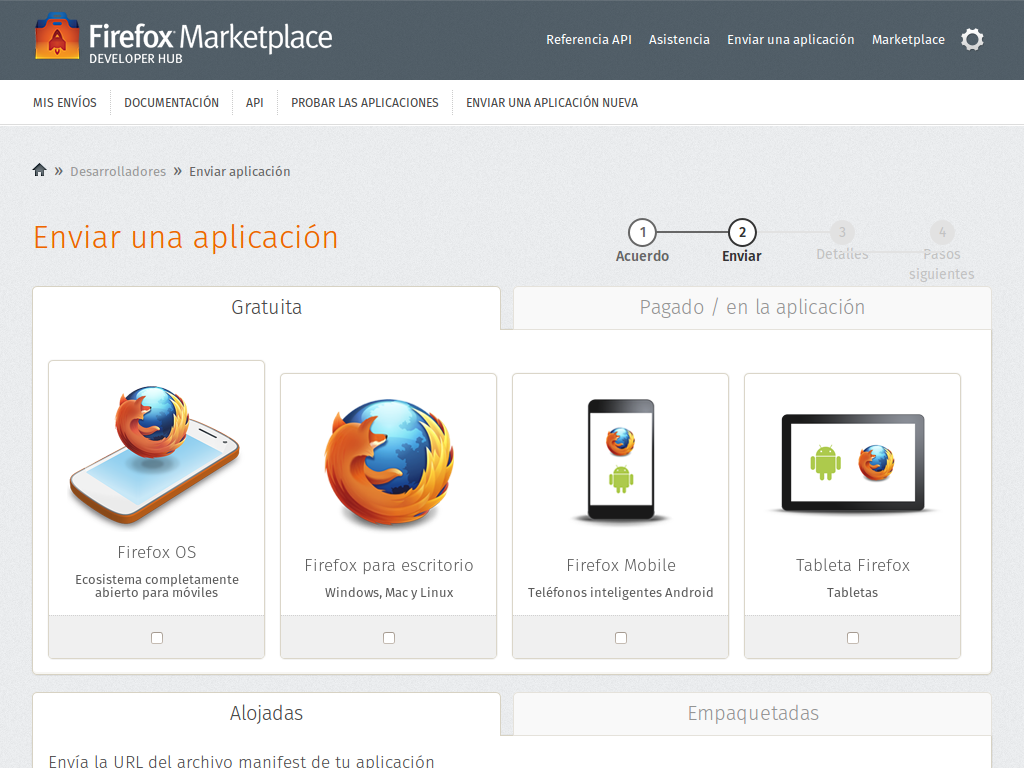 Firefox Marketplace
DEVELOPER HUB
Referencia API
Asistencia
Enviar una aplicación
Marketplace
MIS ENVÍOS
DOCUMENTACIÓN
API
PROBAR LAS APLICACIONES
ENVIAR UNA APLICACIÓN NUEVA
» Desarrolladores » Enviar aplicación
Enviar una aplicación
1
Acuerdo
2
Enviar
3
Detalles
4
Pasos
siguientes
Gratuita
Pagado / en la aplicación
Firefox OS
Ecosistema completamente
abierto para móviles
Firefox para escritorio
Windows, Mac y Linux
Firefox Mobile
Teléfonos inteligentes Android
Tableta Firefox
Tabletas
Alojadas
Empaquetadas
Envía la URL del archivo manifest de tu aplicación